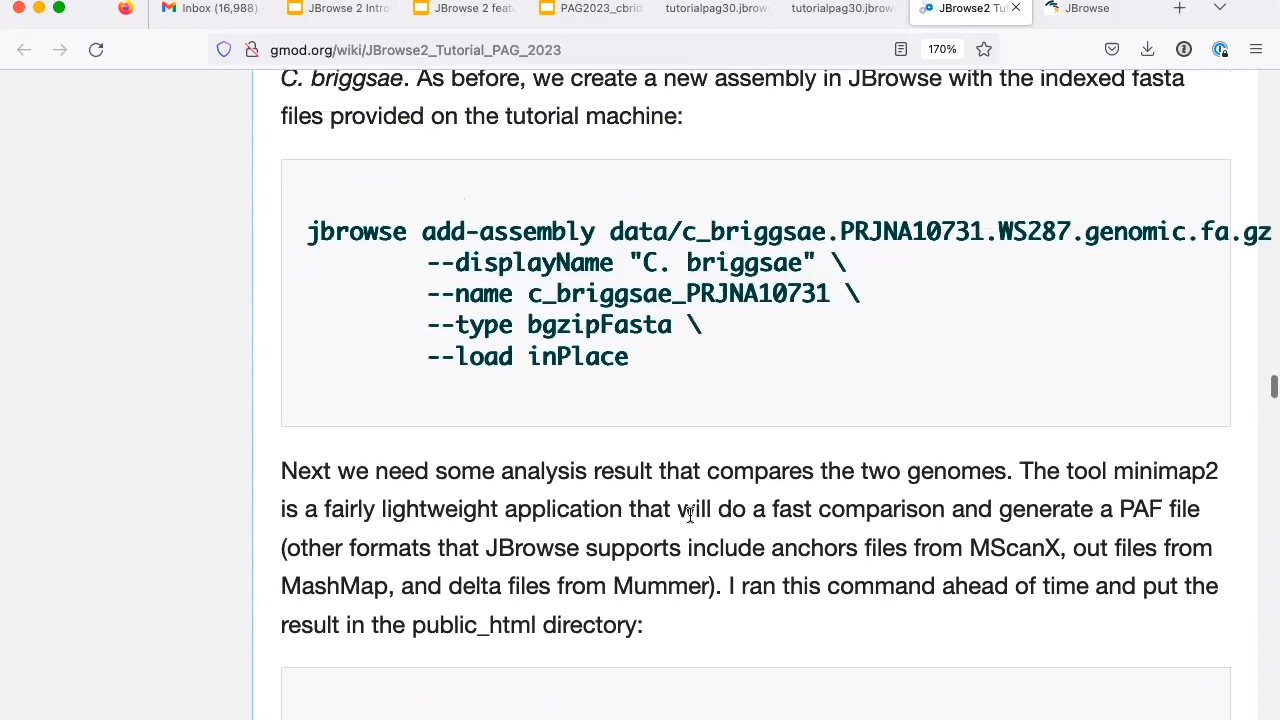 Inbox (16,988)
JBrowse 2 Intro
JBrowse 2 feat
PAG2023_cbrid
tutorialpag30.jbrow
tutorialpag30.jbrow
JBrowse2 Tut
JBrowse
gmod.org/wiki/JBrowse2_Tutorial_PAG_2023
170%
C. briggsae. As before, we create a new assembly in JBrowse with the indexed fasta
files provided on the tutorial machine:
jbrowse add-assembly data/c_briggsae.PRJNA10731.WS287.genomic.fa.gz
--displayName "C. briggsae" \
--name c_briggsae_PRJNA10731 \
--type bgzipFasta \
--load inPlace
Next we need some analysis result that compares the two genomes. The tool minimap2
is a fairly lightweight application that will do a fast comparison and generate a PAF file
(other formats that JBrowse supports include anchors files from MScanX, out files from
MashMap, and delta files from Mummer). I ran this command ahead of time and put the
result in the public_html directory: